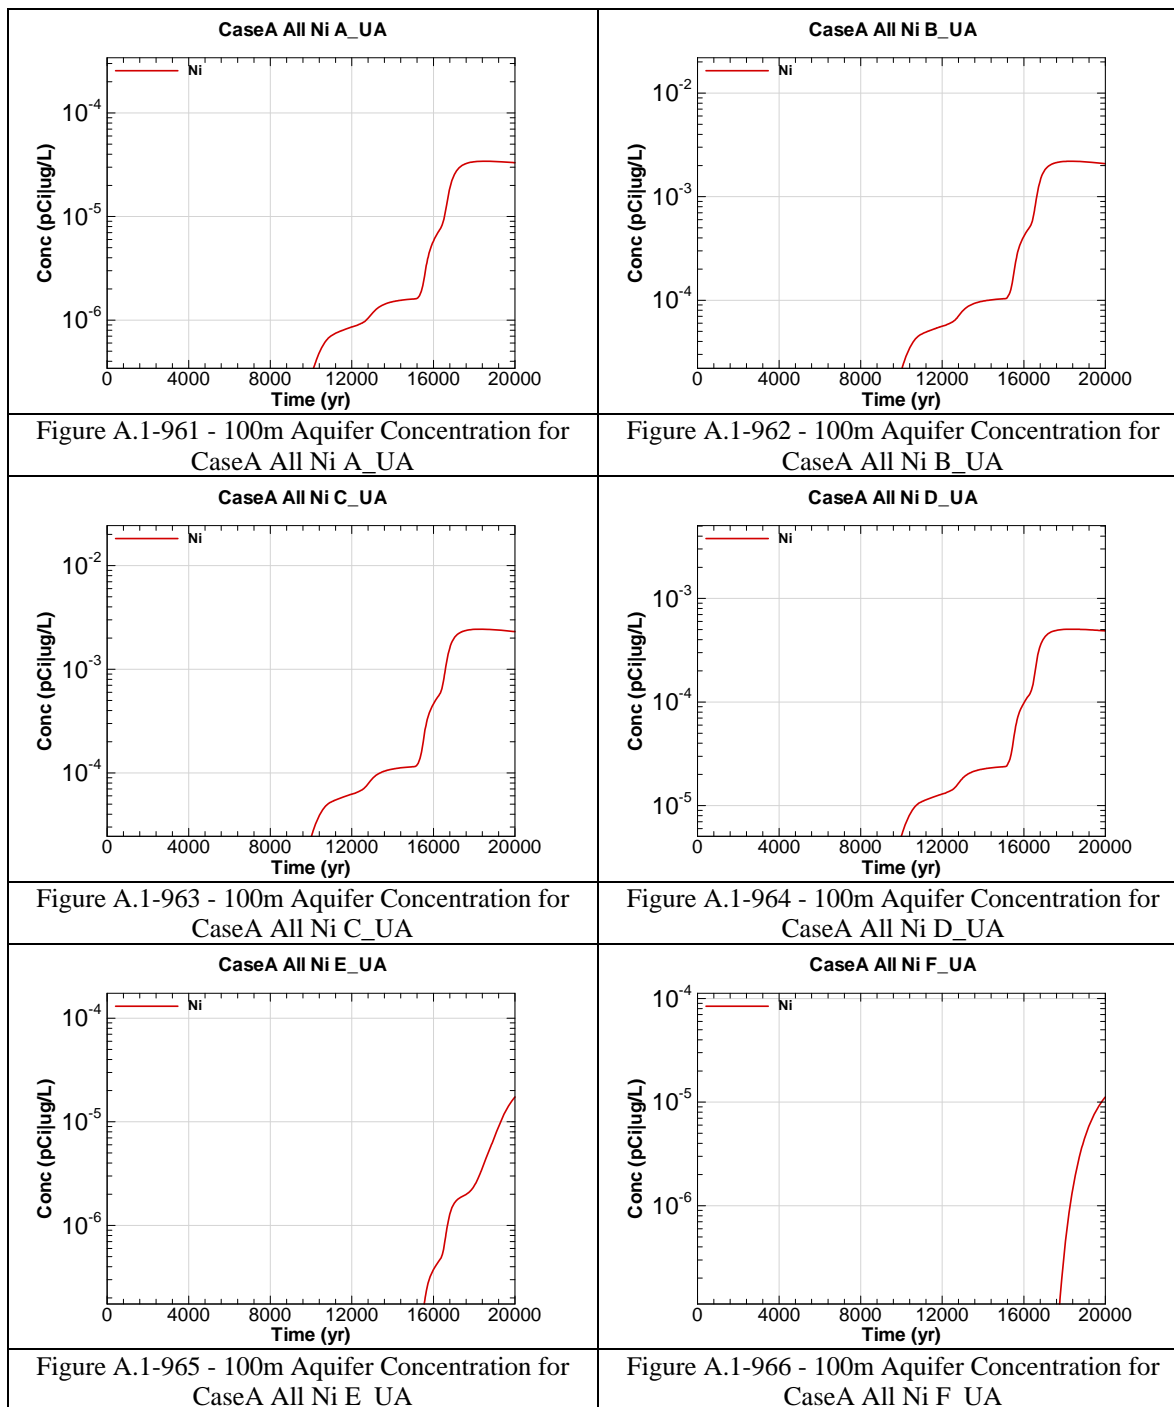 CaseA All Ni A_UA
Ni
10-4
10-5
10-6
Conc (pCi|ug/L)
0 4000 8000 12000 16000 20000
Time (yr)
Figure A.1-961 - 100m Aquifer Concentration for
CaseA All Ni A_UA
CaseA All Ni B_UA
Ni
10-2
10-3
10-4
Conc (pCi|ug/L)
0 4000 8000 12000 16000 20000
Time (yr)
Figure A.1-962 - 100m Aquifer Concentration for
CaseA All Ni B_UA
CaseA All Ni C_UA
Ni
10-2
10-3
10-4
Conc (pCi|ug/L)
0 4000 8000 12000 16000 20000
Time (yr)
Figure A.1-963 - 100m Aquifer Concentration for
CaseA All Ni C_UA
CaseA All Ni D_UA
Ni
10-3
10-4
10-5
Conc (pCi|ug/L)
0 4000 8000 12000 16000 20000
Time (yr)
Figure A.1-964 - 100m Aquifer Concentration for
CaseA All Ni D_UA
CaseA All Ni E_UA
Ni
10-4
10-5
10-6
Conc (pCi|ug/L)
0 4000 8000 12000 16000 20000
Time (yr)
Figure A.1-965 - 100m Aquifer Concentration for
CaseA All Ni E_UA
CaseA All Ni F_UA
Ni
10-4
10-5
10-6
Conc (pCi|ug/L)
0 4000 8000 12000 16000 20000
Time (yr)
Figure A.1-966 - 100m Aquifer Concentration for
CaseA All Ni F_UA